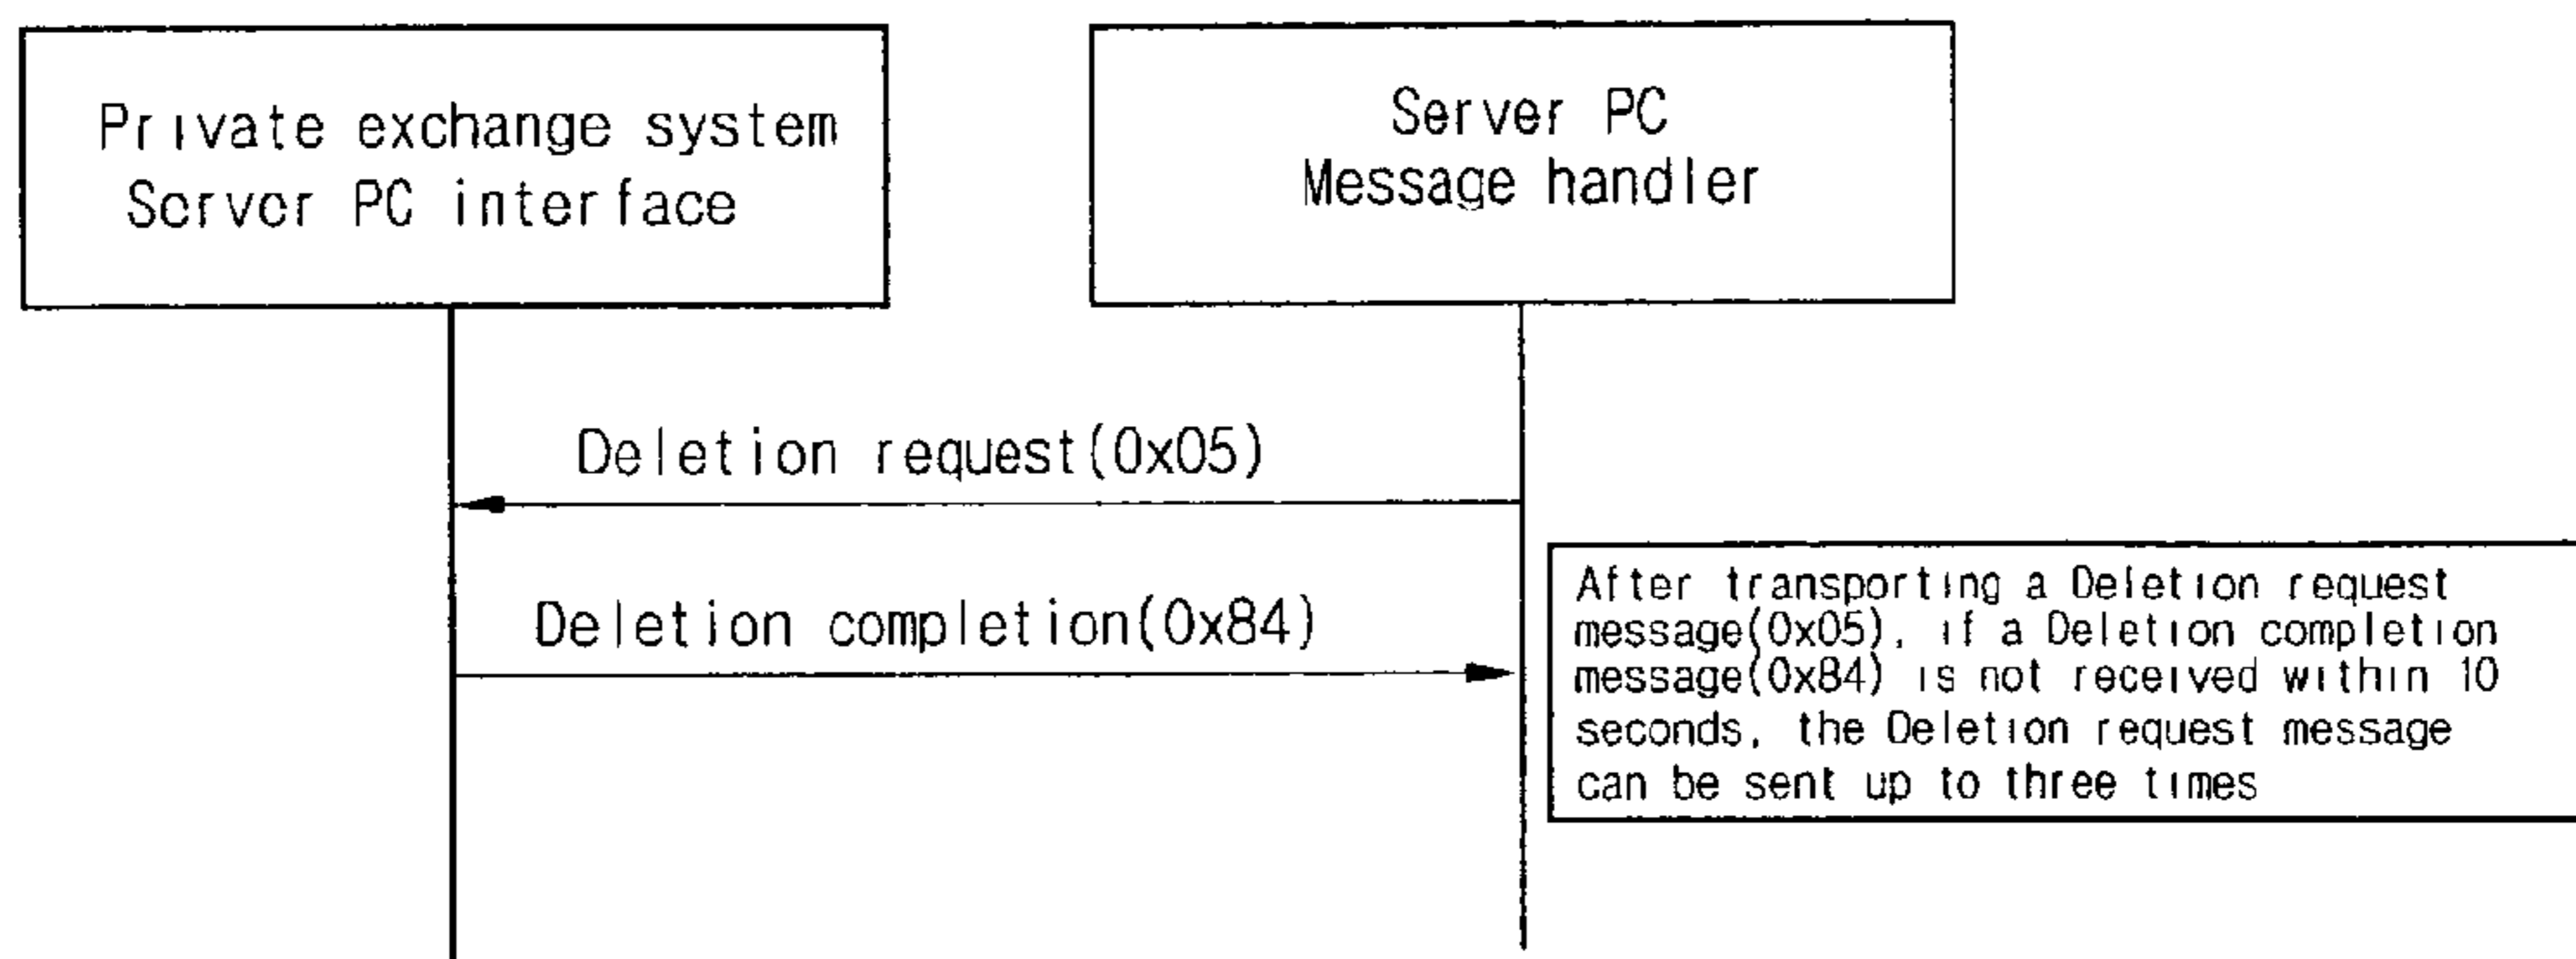 Private exchange system
Server PC interface
Server PC
Message handler
Deletion request(0x05)
Deletion completion(0x84)
After transporting a Deletion request
message(0x05), if a Deletion completion
message(0x84) is not received within 10
seconds, the Deletion request message
can be sent up to three times